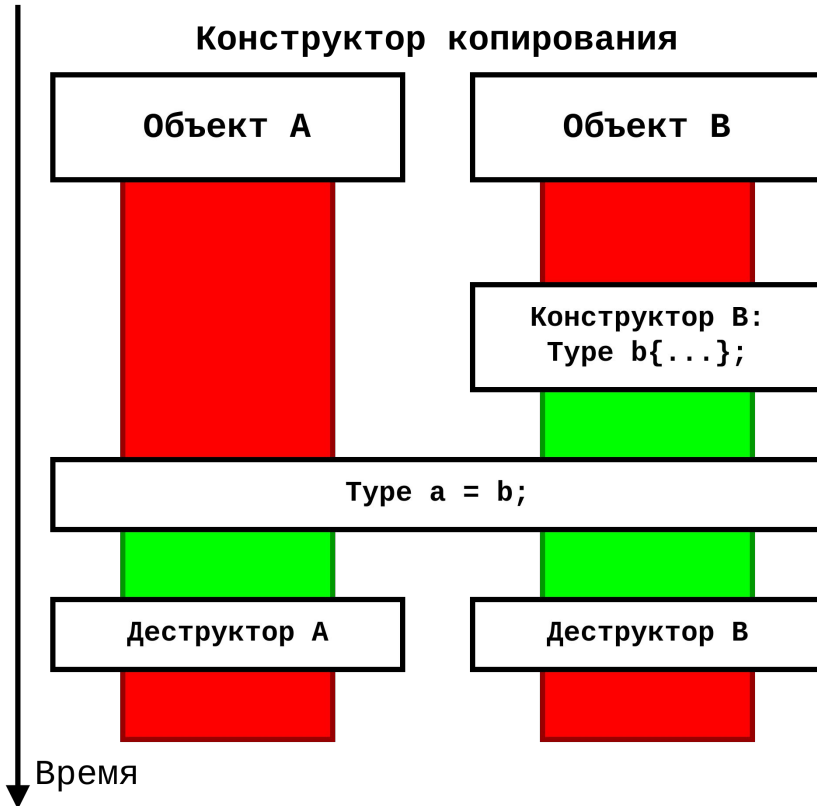 Конструктор копирования
Объект A
Объект B
Конструктор B:
Type b{...};
Type a = b;
Деструктор A
Деструктор B
Время